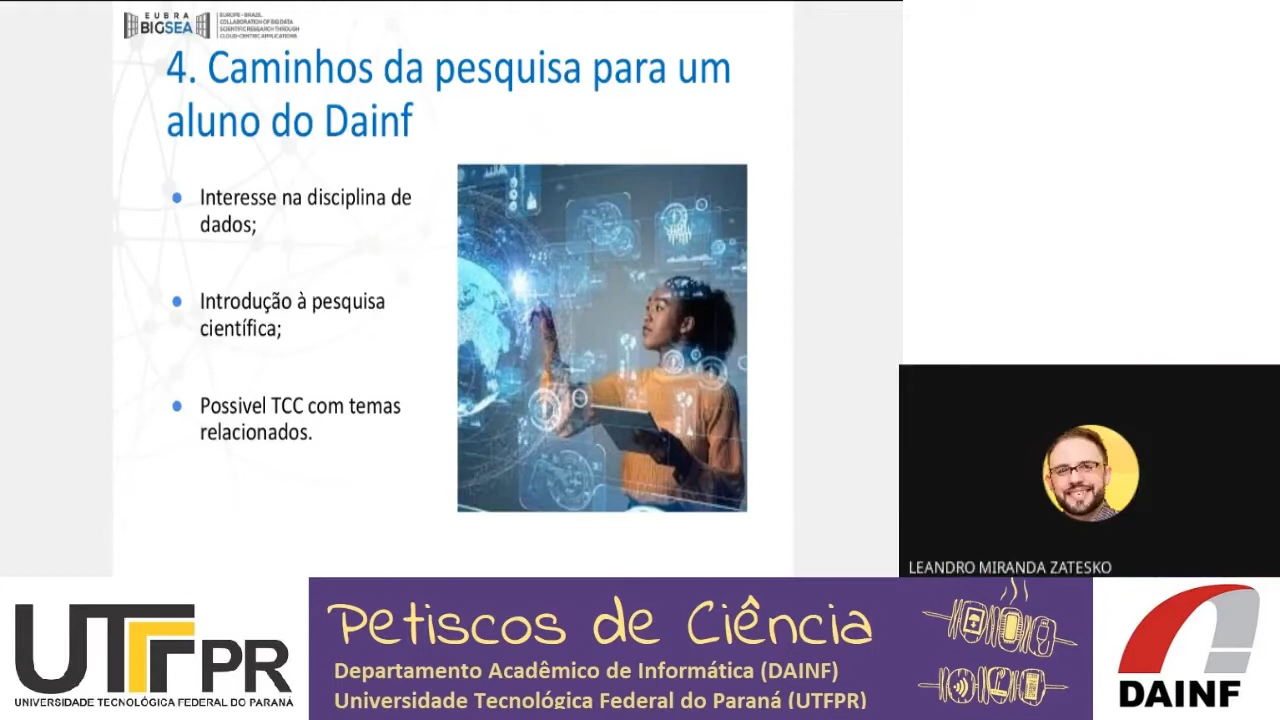 EUBRA
BIGSEA
EUROPE - BRAZIL
COLLABORATION OF BIG DATA
SCIENTIFIC RESEARCH THROUGH
CLOUD-CENTRIC APPLICATIONS
4. Caminhos da pesquisa para um
aluno do Dainf
Interesse na disciplina de
dados;
Introdução à pesquisa
científica;
Possivel TCC com temas
relacionados.
LEANDRO MIRANDA ZATESKO
UTFPR
UNIVERSIDADE TECNOLÓGICA FEDERAL DO PARANÁ
Petiscos de Ciência
Departamento Acadêmico de Informática (DAINF)
Universidade Tecnológica Federal do Paraná (UTFPR)
DAINF